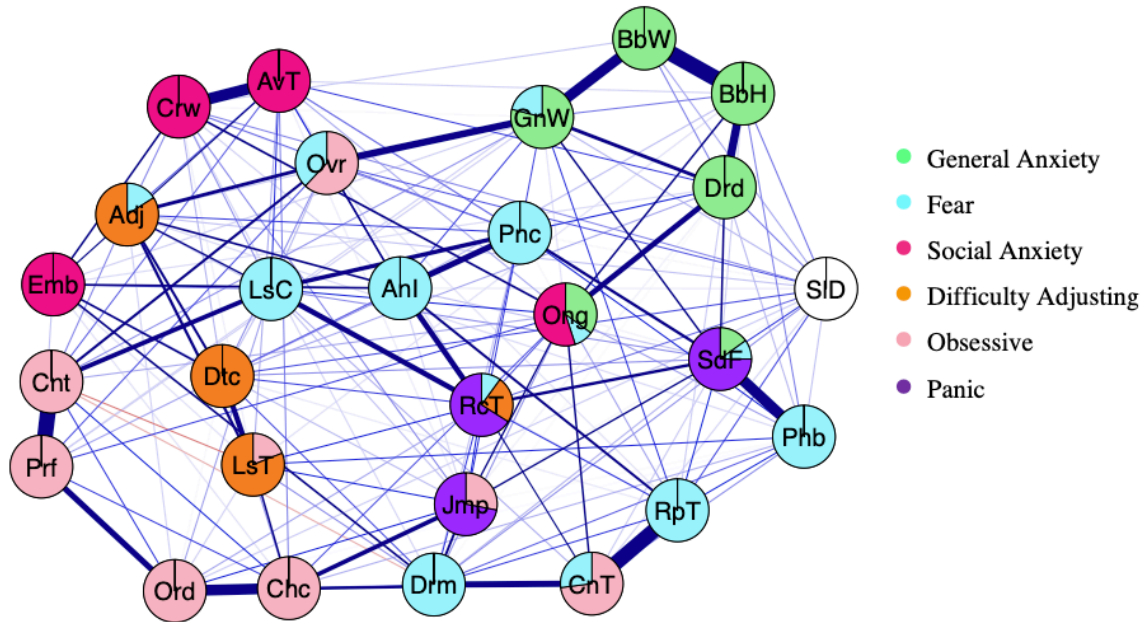 BbW
AvT
BbH
Crw
GnW
Ovr
General Anxiety
Drd
Fear
Adj
Pnc
Social Anxiety
Emb
LsC
AnI
SlD
Difficulty Adjusting
Ong
Obsessive
SdF
Cnt
Dtc
Panic
RcT
Phb
Prf
LsT
Jmp
RpT
Ord
Chc
Drm
CnT